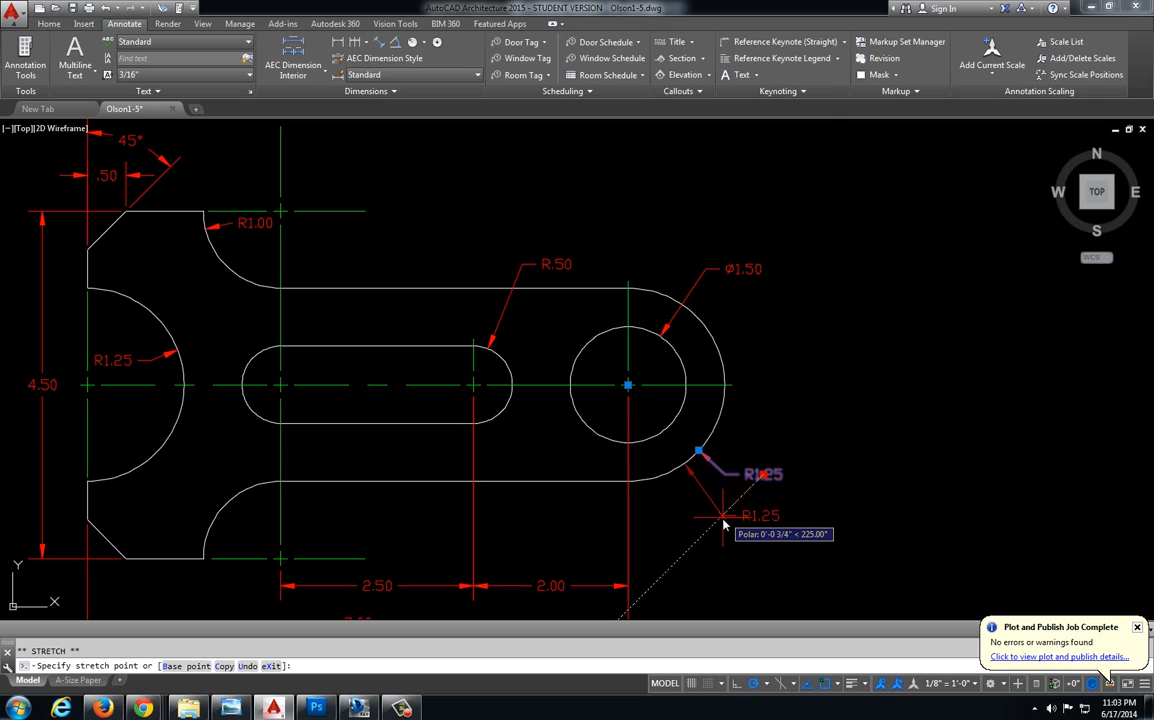 AutoCAD Architecture 2015 - STUDENT VERSION   Olson1-5.dwg
Sign In
Home Insert Annotate Render View Manage Add-ins Autodesk 360 Vision Tools BIM 360 Featured Apps
Annotation Tools
Tools
Multiline Text
Standard
3/16"
Text
AEC Dimension Interior
AEC Dimension Style
Standard
Dimensions
Door Tag
Window Tag
Room Tag
Door Schedule
Window Schedule
Room Schedule
Scheduling
Title
Section
Elevation
Callouts
Reference Keynote (Straight)
Reference Keynote Legend
Text
Keynoting
Markup Set Manager
Revision
Mask
Markup
Add Current Scale
Scale List
Add/Delete Scales
Sync Scale Positions
Annotation Scaling
New Tab
Olson1-5*
[−][Top][2D Wireframe]
45°
.50
R1.00
R.50
Ø1.50
R1.25
4.50
R1.25
R1.25
Polar: 0'-0 3/4" < 225.00°
2.50
2.00
7.00
N
W TOP E
S
WCS
Y
X
Plot and Publish Job Complete
No errors or warnings found
Click to view plot and publish details...
** STRETCH **
Specify stretch point or [Base point Copy Undo eXit]:
Model A-Size Paper +
MODEL
1/8" = 1'-0"
+0"
11:03 PM
6/17/2014